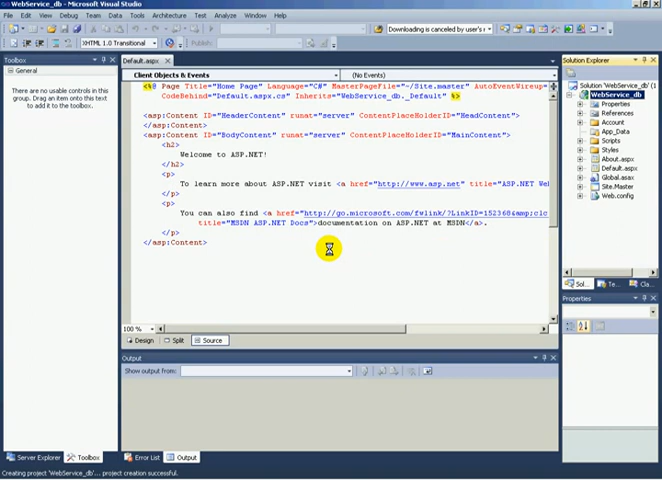 WebService_db - Microsoft Visual Studio
File Edit View Debug Team Data Tools Architecture Test Analyze Window Help
Downloading is canceled by user's r
XHTML 1.0 Transitional
Publish:
Toolbox
General
There are no usable controls in this
group. Drag an item onto this text
to add it to the toolbox.
Default.aspx
Client Objects & Events
(No Events)
<%@ Page Title="Home Page" Language="C#" MasterPageFile="~/Site.master" AutoEventWireup=
CodeBehind="Default.aspx.cs" Inherits="WebService_db._Default" %>
<asp:Content ID="HeaderContent" runat="server" ContentPlaceHolderID="HeadContent">
</asp:Content>
<asp:Content ID="BodyContent" runat="server" ContentPlaceHolderID="MainContent">
<h2>
Welcome to ASP.NET!
</h2>
<p>
To learn more about ASP.NET visit <a href="http://www.asp.net" title="ASP.NET We
</p>
<p>
You can also find <a href="http://go.microsoft.com/fwlink/?LinkID=152368&amp;clc
title="MSDN ASP.NET Docs">documentation on ASP.NET at MSDN</a>.
</p>
</asp:Content>
100 %
Design Split Source
Output
Show output from:
Error List Output
Server Explorer Toolbox
Solution Explorer
Solution 'WebService_db' (1
WebService_db
Properties
References
Account
App_Data
Scripts
Styles
About.aspx
Default.aspx
Global.asax
Site.Master
Web.config
Sol... Te... Cla...
Properties
Creating project 'WebService_db'... project creation successful.